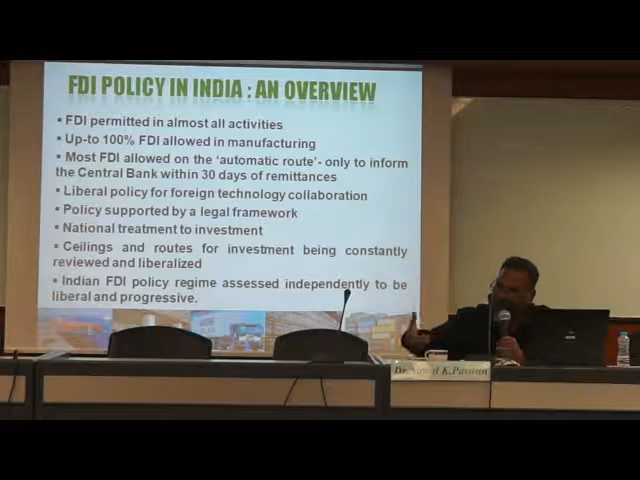 FDI POLICY IN INDIA : AN OVERVIEW
▪ FDI permitted in almost all activities
▪ Up-to 100% FDI allowed in manufacturing
▪ Most FDI allowed on the 'automatic route'- only to inform
the Central Bank within 30 days of remittances
▪ Liberal policy for foreign technology collaboration
▪ Policy supported by a legal framework
▪ National treatment to investment
▪ Ceilings and routes for investment being constantly
reviewed and liberalized
▪ Indian FDI policy regime assessed independently to be
liberal and progressive.
Dr. K.